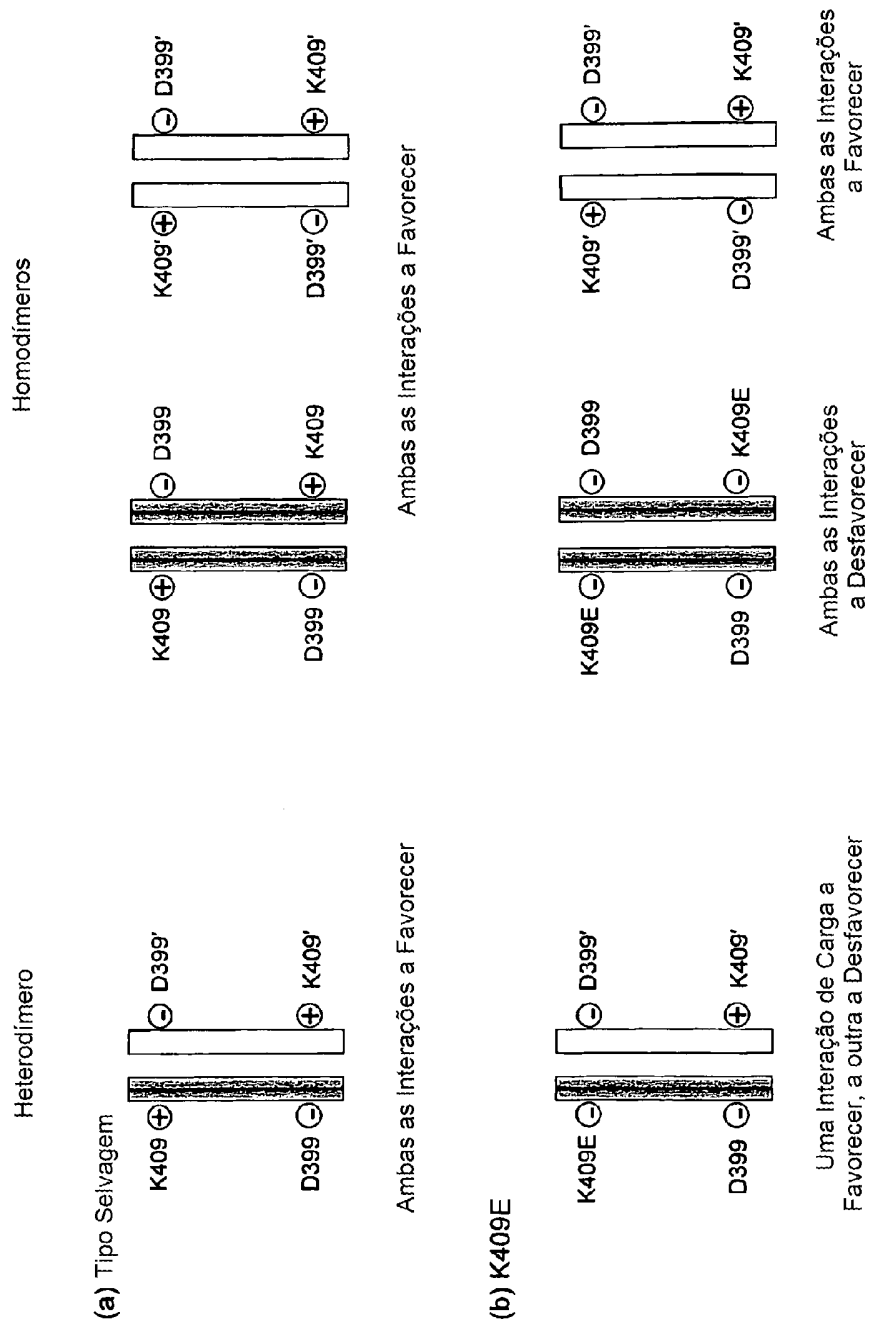 Heterodímero
Homodímeros
(a) Tipo Selvagem
K409 + - D399'
D399 - + K409'
Ambas as Interações a Favorecer
K409 + - D399
D399 - + K409
K409' + - D399'
D399' - + K409'
Ambas as Interações a Favorecer
(b) K409E
K409E - - D399'
D399 - + K409'
Uma Interação de Carga a
Favorecer, a outra a Desfavorecer
K409E - - D399
D399 - - K409E
Ambas as Interações
a Desfavorecer
K409' + - D399'
D399' - + K409'
Ambas as Interações
a Favorecer